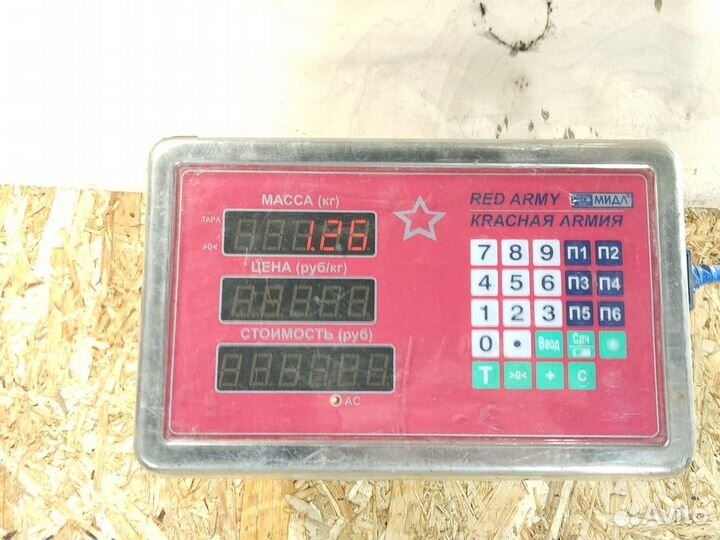 МАССА (кг)
ТАРА
>0<
1.26
ЦЕНА (руб/кг)
СТОИМОСТЬ (руб)
AC
RED ARMY МИДЛ
КRАСНАЯ АRМИЯ
7 8 9 П1 П2
4 5 6 П3 П4
1 2 3 П5 П6
0 • Ввод Сдч
T >0< + C
Avito